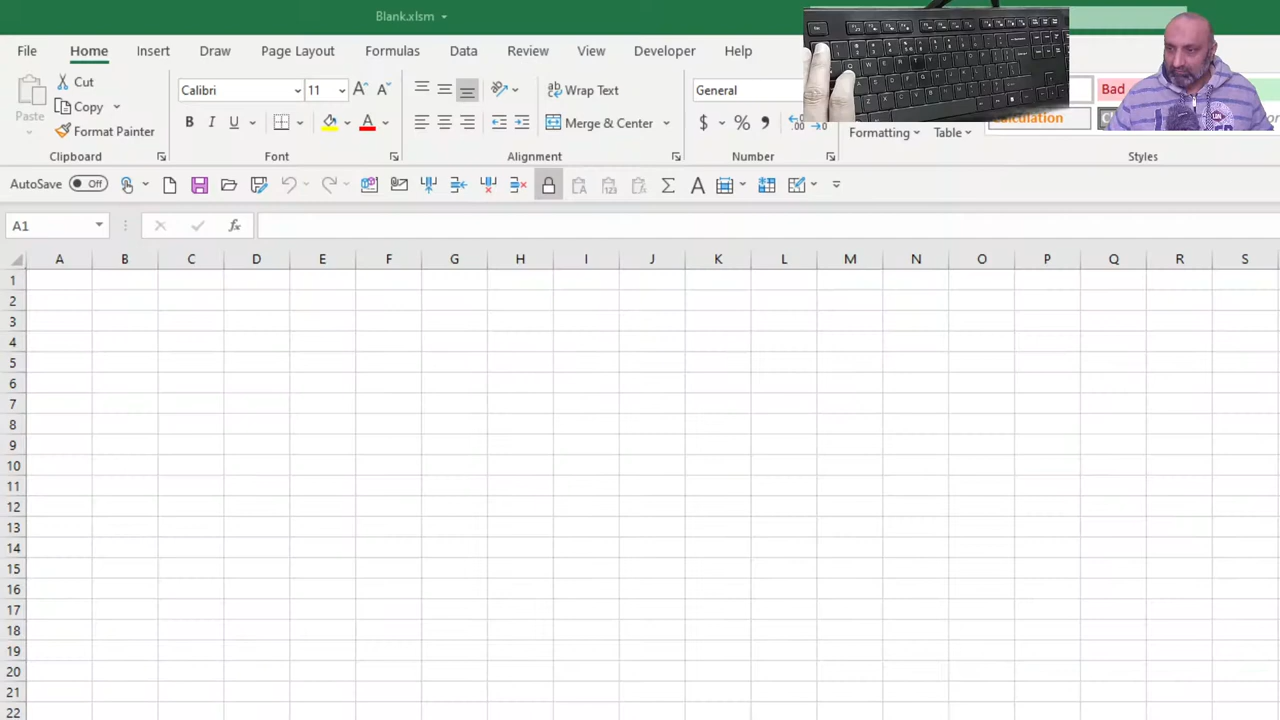 Blank.xlsm
File Home Insert Draw Page Layout Formulas Data Review View Developer Help
Paste
Cut
Copy
Format Painter
Clipboard
Calibri 11 A A
B I U A
Font
Wrap Text
Merge & Center
Alignment
General
$ % ,
Number
Bad
Calculation
Formatting Table
Styles
AutoSave Off
A1 fx
A B C D E F G H I J K L M N O P Q R S
1
2
3
4
5
6
7
8
9
10
11
12
13
14
15
16
17
18
19
20
21
22